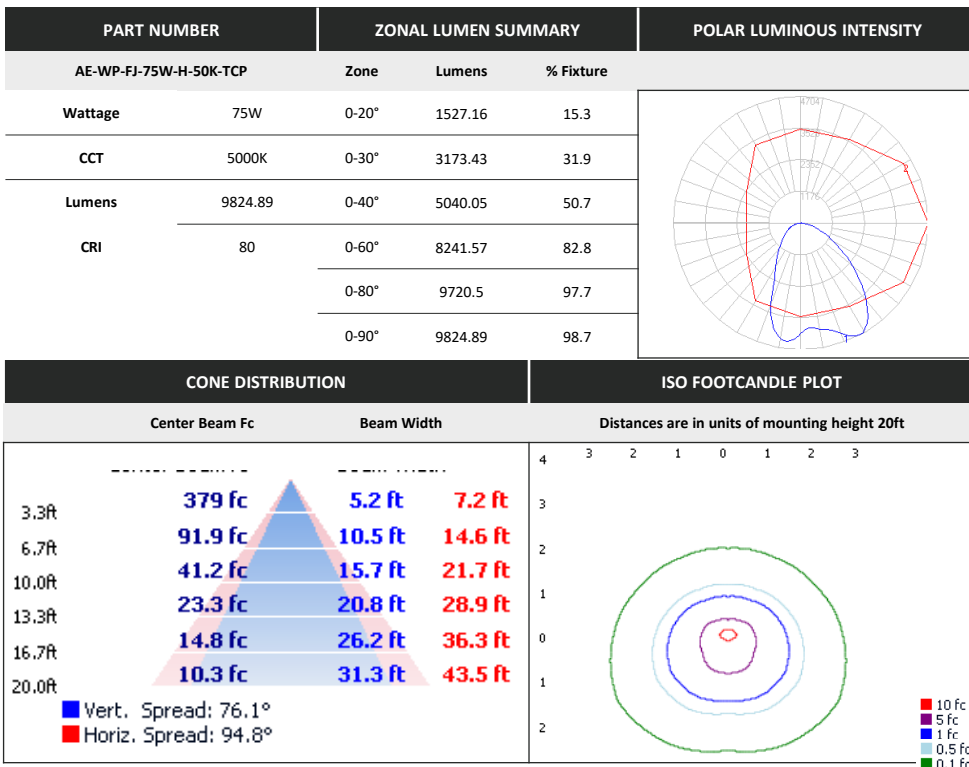 PART NUMBER
ZONAL LUMEN SUMMARY
POLAR LUMINOUS INTENSITY
AE-WP-FJ-75W-H-50K-TCP
Zone Lumens % Fixture
Wattage 75W
0-20° 1527.16 15.3
CCT 5000K
0-30° 3173.43 31.9
Lumens 9824.89
0-40° 5040.05 50.7
CRI 80
0-60° 8241.57 82.8
0-80° 9720.5 97.7
0-90° 9824.89 98.7
4704
2352
1176
2
1
CONE DISTRIBUTION
ISO FOOTCANDLE PLOT
Center Beam Fc Beam Width
Distances are in units of mounting height 20ft
3.3ft 379 fc 5.2 ft 7.2 ft
6.7ft 91.9 fc 10.5 ft 14.6 ft
10.0ft 41.2 fc 15.7 ft 21.7 ft
13.3ft 23.3 fc 20.8 ft 28.9 ft
16.7ft 14.8 fc 26.2 ft 36.3 ft
20.0ft 10.3 fc 31.3 ft 43.5 ft
Vert. Spread: 76.1°
Horiz. Spread: 94.8°
4 3 2 1 0 1 2 3
3
2
1
0
1
2
10 fc
5 fc
1 fc
0.5 fc
0.1 fc